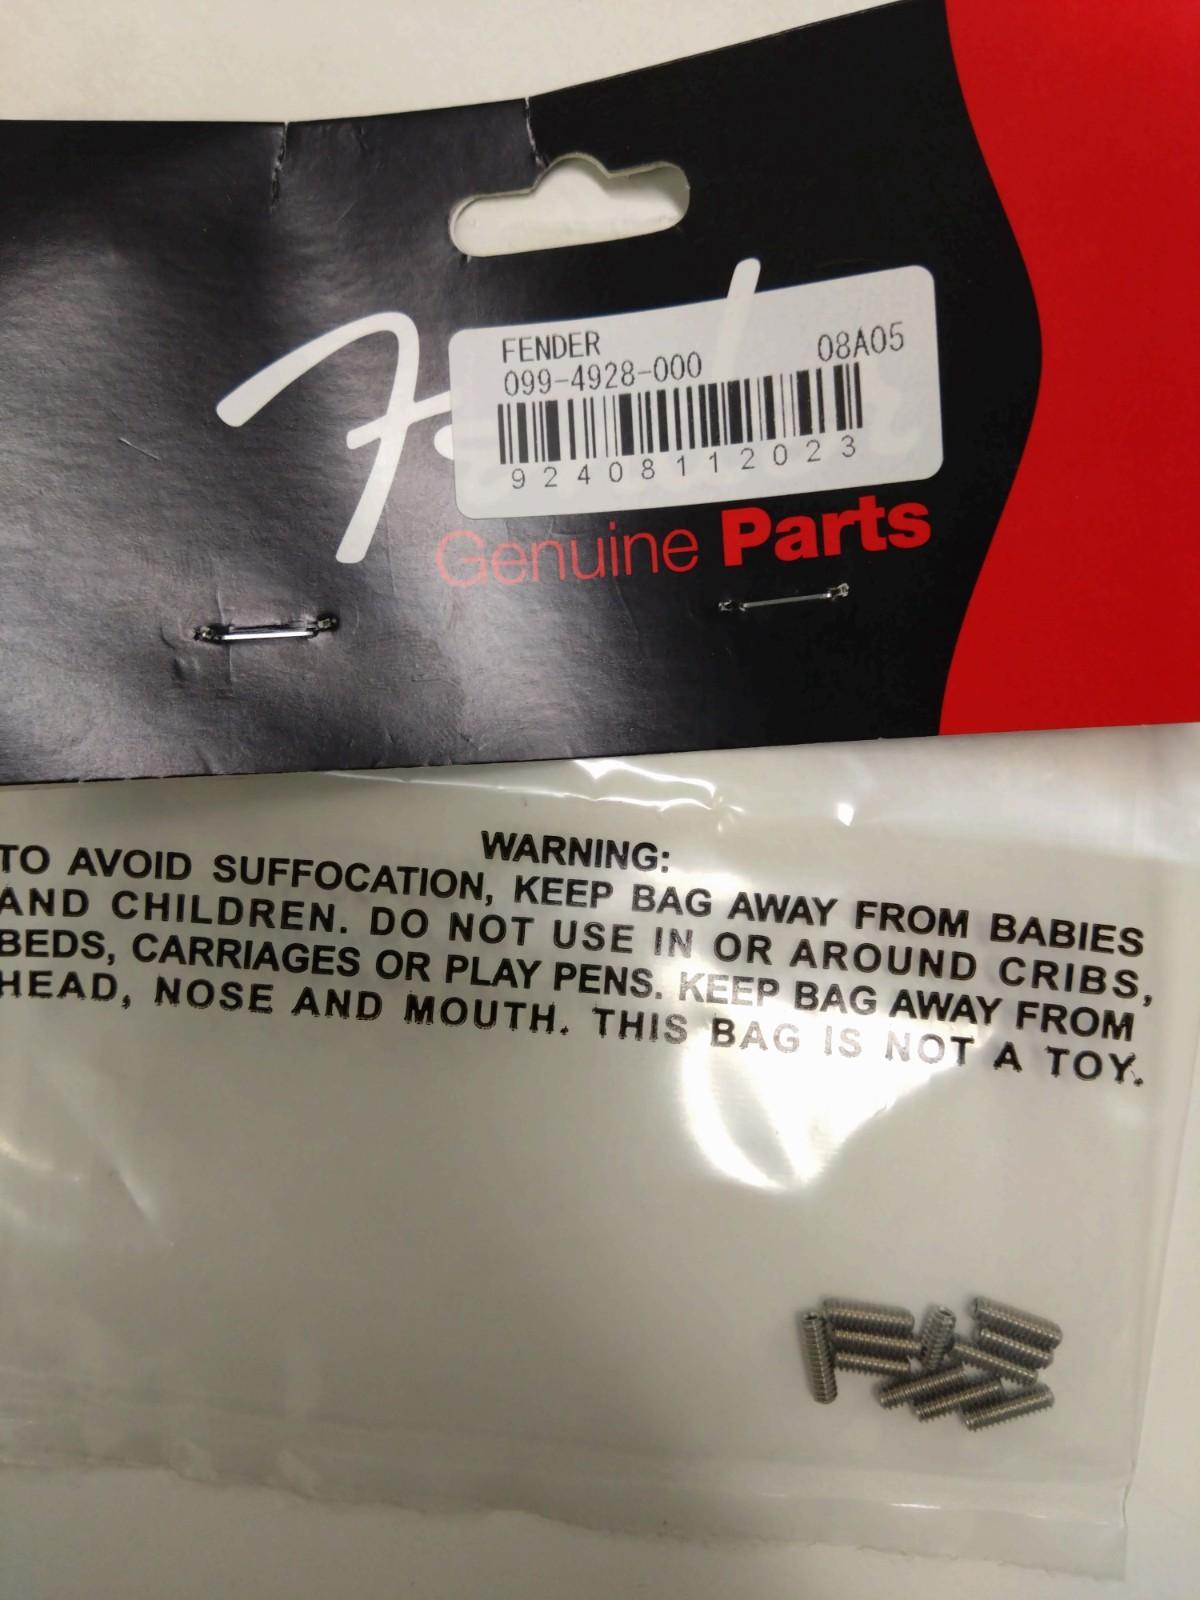 FENDER 08A05
099-4928-000
92408112023
Genuine Parts
WARNING:
TO AVOID SUFFOCATION, KEEP BAG AWAY FROM BABIES
AND CHILDREN. DO NOT USE IN OR AROUND CRIBS,
BEDS, CARRIAGES OR PLAY PENS. KEEP BAG AWAY FROM
HEAD, NOSE AND MOUTH. THIS BAG IS NOT A TOY.